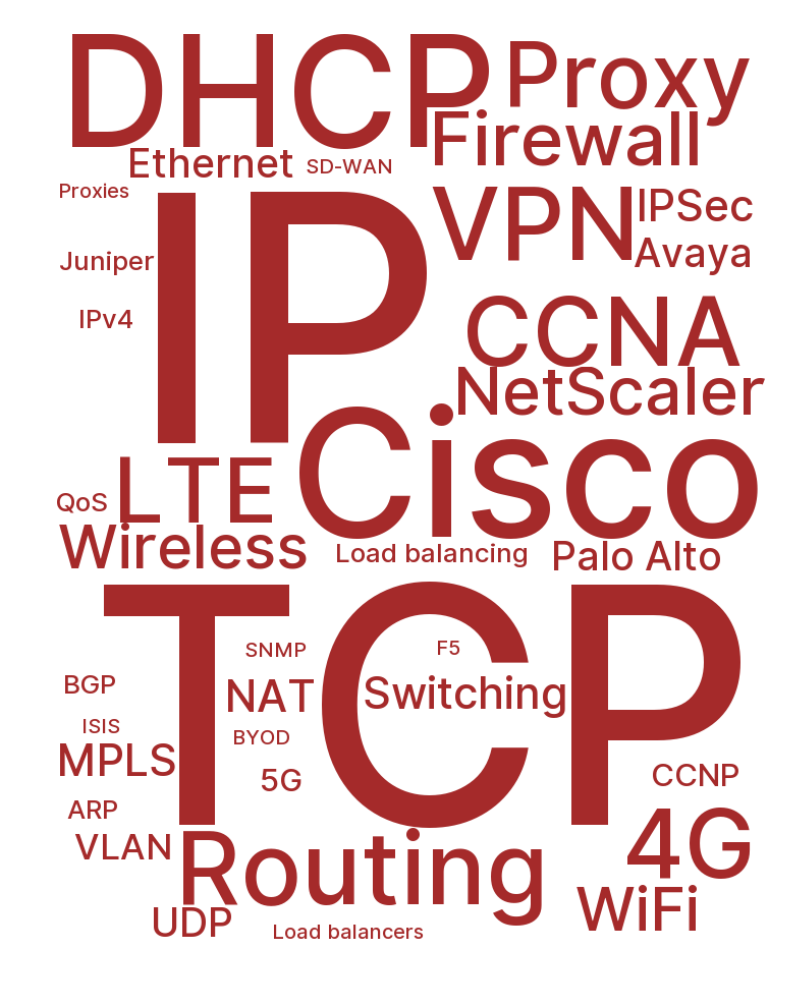 DHCP
Proxy
Firewall
Ethernet
SD-WAN
Proxies
IP
VPN
IPSec
Avaya
Juniper
IPv4
CCNA
NetScaler
Cisco
LTE
QoS
Wireless
Load balancing
Palo Alto
TCP
SNMP
F5
BGP
NAT
Switching
ISIS
BYOD
MPLS
5G
CCNP
ARP
VLAN
Routing
4G
WiFi
UDP
Load balancers